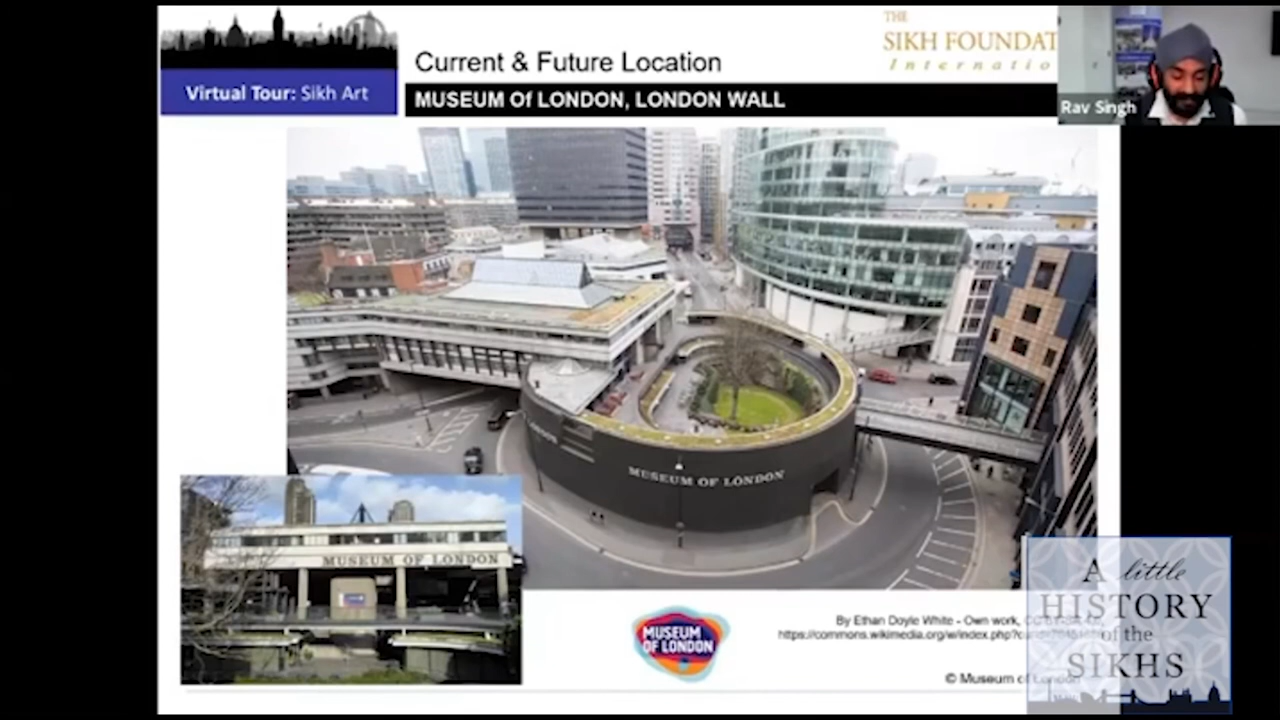 Virtual Tour: Sikh Art
Current & Future Location
MUSEUM Of LONDON, LONDON WALL
THE
SIKH FOUNDAT
Internatio
Rav Singh
LONDON
MUSEUM OF LONDON
MUSEUM OF LONDON
MUSEUM
OF LONDON
By Ethan Doyle White - Own work,
https://commons.wikimedia.org/w/index.php?
© Museum of London
A little
HISTORY
of the
SIKHS